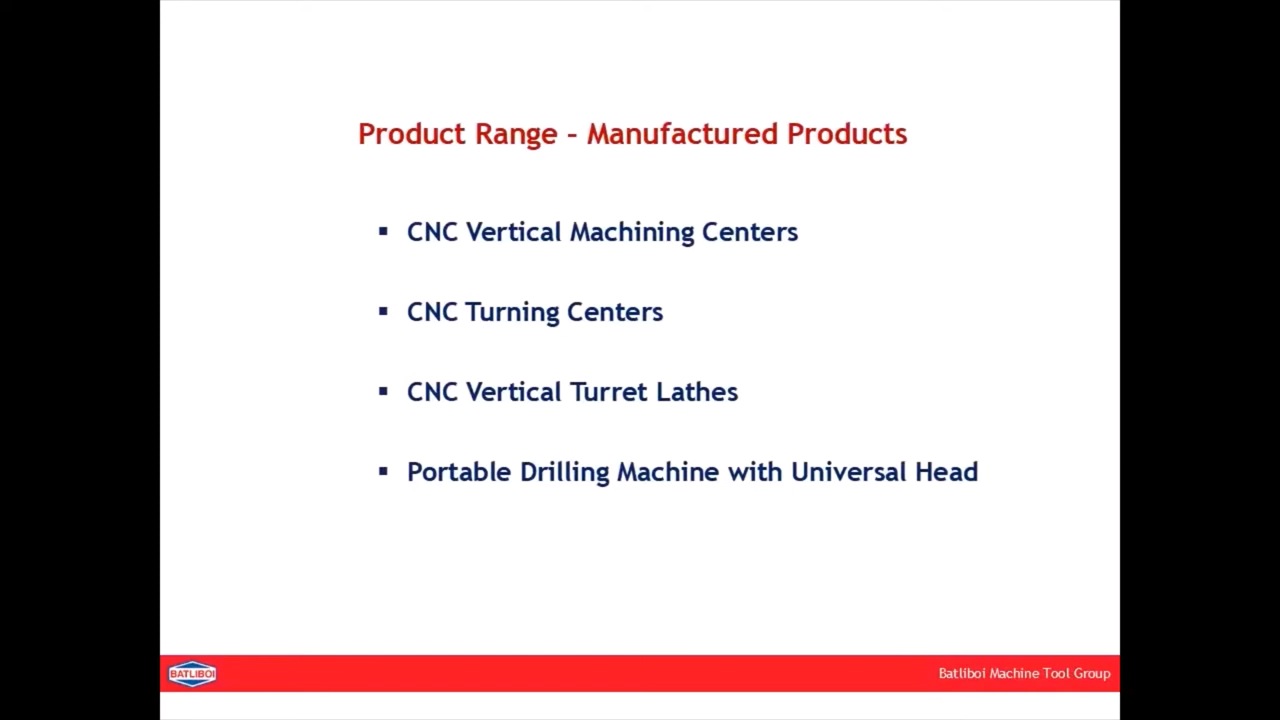 Product Range – Manufactured Products
▪ CNC Vertical Machining Centers
▪ CNC Turning Centers
▪ CNC Vertical Turret Lathes
▪ Portable Drilling Machine with Universal Head
BATLIBOI
Batliboi Machine Tool Group